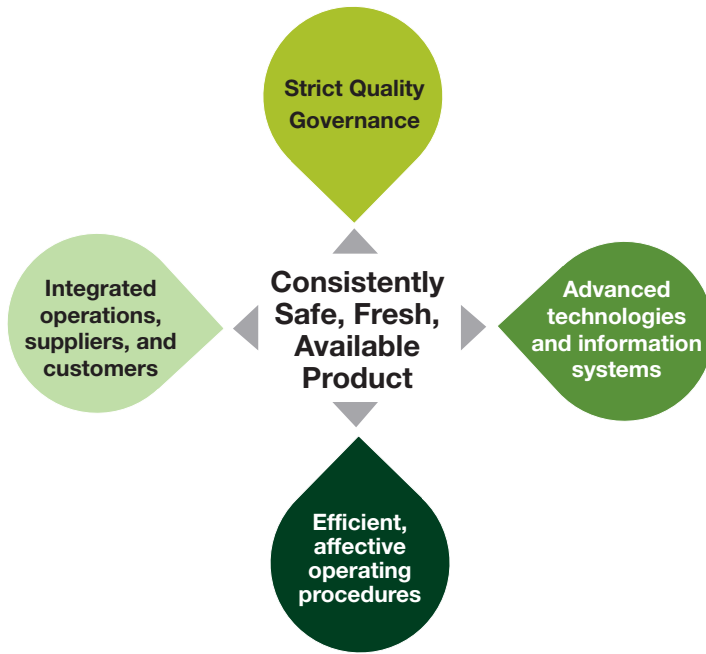 Strict Quality
Governance
Integrated
operations,
suppliers, and
customers
Consistently
Safe, Fresh,
Available
Product
Advanced
technologies
and information
systems
Efficient,
affective
operating
procedures